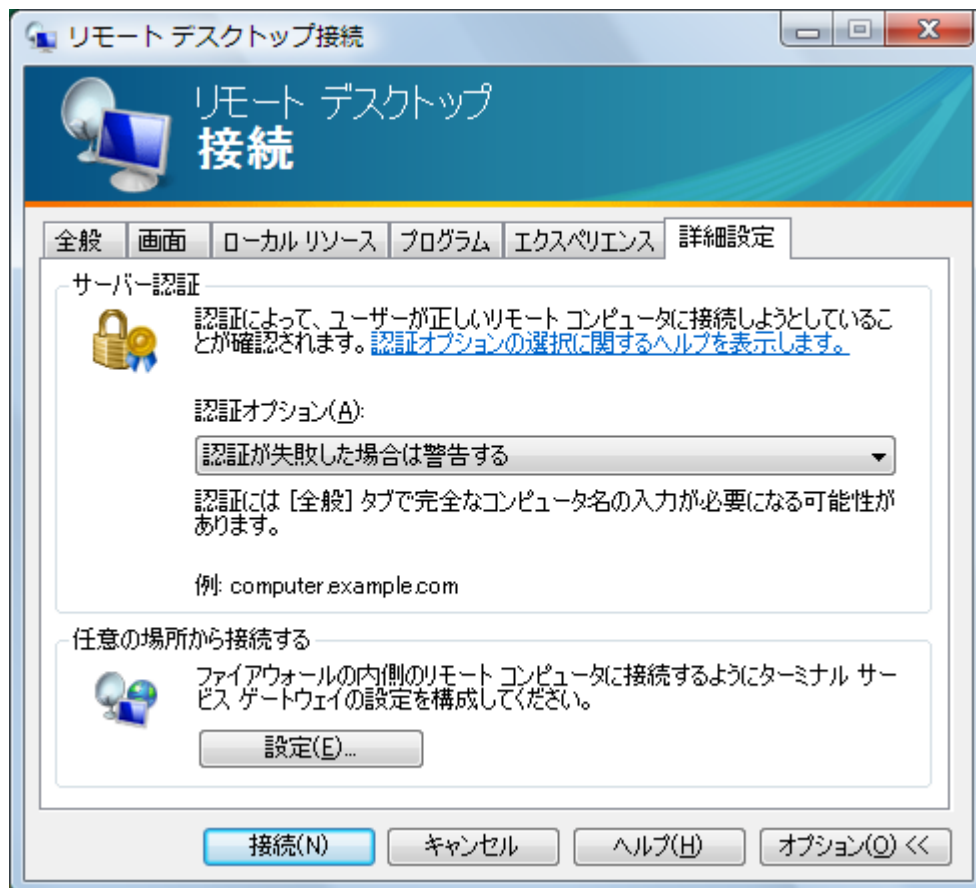 リモート デスクトップ接続
リモート デスクトップ
接続
全般 画面 ローカル リソース プログラム エクスペリエンス 詳細設定
サーバー認証
認証によって、ユーザーが正しいリモート コンピュータに接続しようとしているこ
とが確認されます。認証オプションの選択に関するヘルプを表示します。
認証オプション(A):
認証が失敗した場合は警告する
認証には [全般] タブで完全なコンピュータ名の入力が必要になる可能性が
あります。
例: computer.example.com
任意の場所から接続する
ファイアウォールの内側のリモート コンピュータに接続するようにターミナル サー
ビス ゲートウェイの設定を構成してください。
設定(E)...
接続(N) キャンセル ヘルプ(H) オプション(O) <<